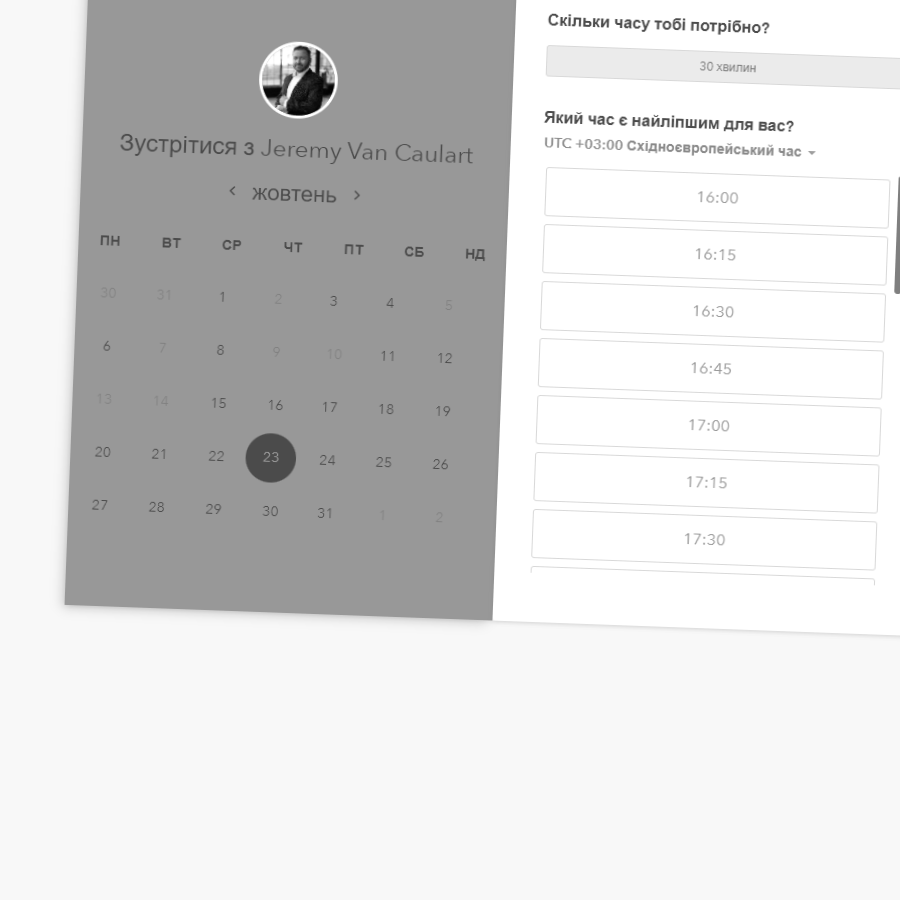 Зустрітися з Jeremy Van Caulart
жовтень
ПН ВТ СР ЧТ ПТ СБ НД
30 31 1 2 3 4 5
6 7 8 9 10 11 12
13 14 15 16 17 18 19
20 21 22 23 24 25 26
27 28 29 30 31 1 2
Скільки часу тобі потрібно?
30 хвилин
Який час є найліпшим для вас?
UTC +03:00 Східноєвропейський час
16:00
16:15
16:30
16:45
17:00
17:15
17:30